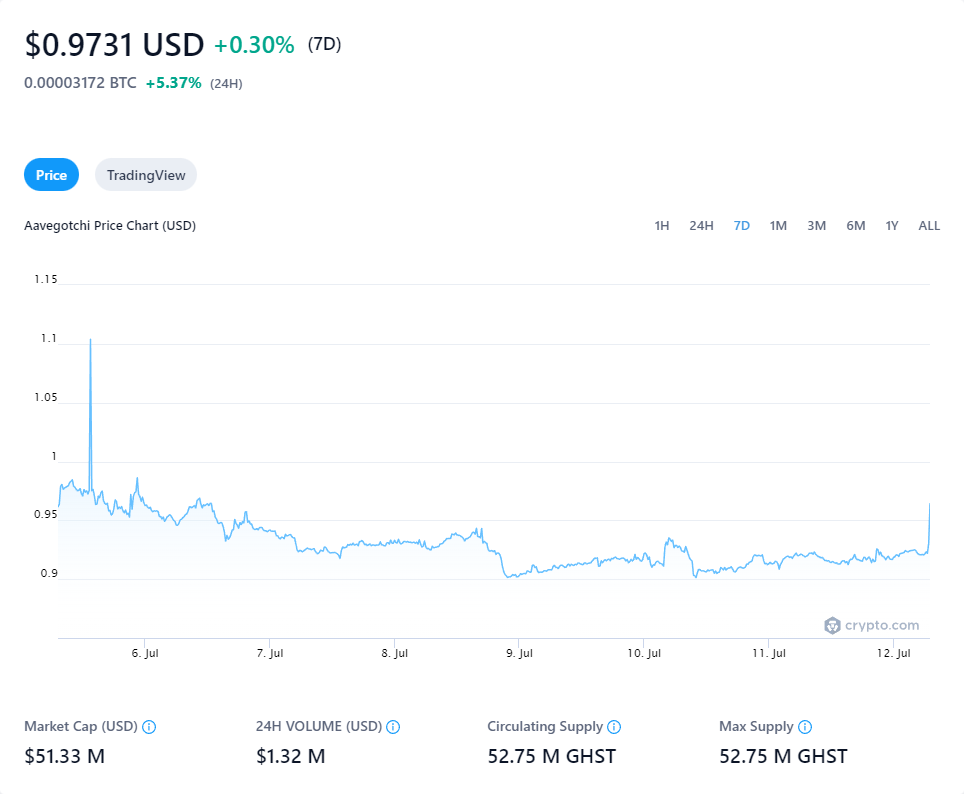 $0.9731 USD +0.30% (7D)
0.00003172 BTC +5.37% (24H)
Price TradingView
Aavegotchi Price Chart (USD) 1H 24H 7D 1M 3M 6M 1Y ALL
1.15
1.1
1.05
1
0.95
0.9
crypto.com
6. Jul 7. Jul 8. Jul 9. Jul 10. Jul 11. Jul 12. Jul
Market Cap (USD) 24H VOLUME (USD) Circulating Supply Max Supply
$51.33 M $1.32 M 52.75 M GHST 52.75 M GHST